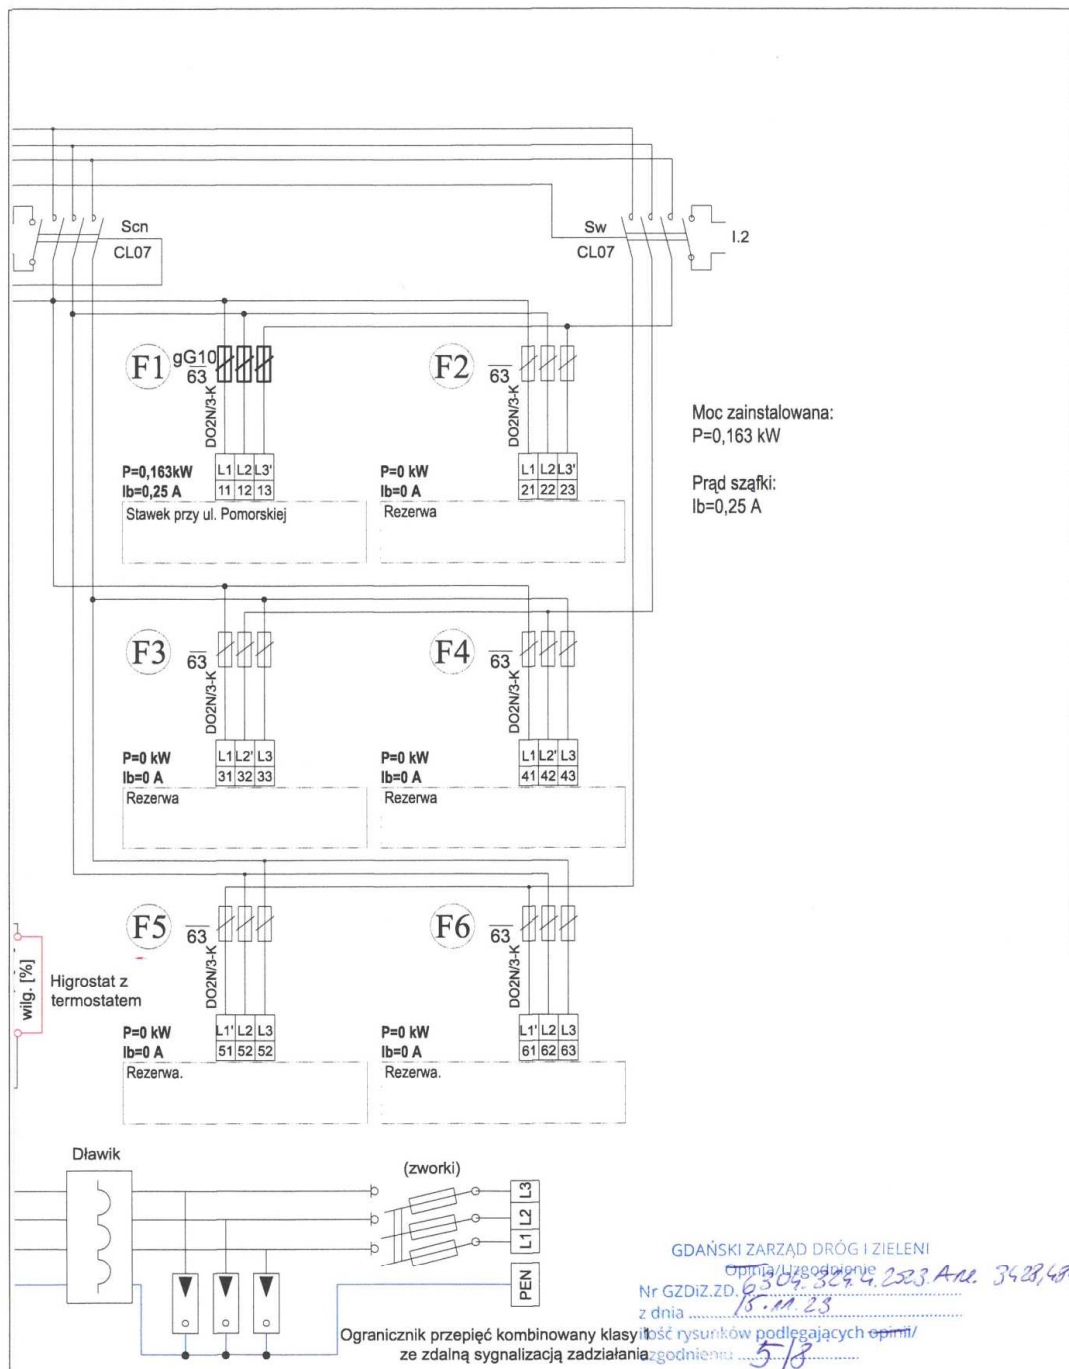 Scn
CL07
Sw
CL07
I.2
F1
gG10
63
DO2N/3-K
F2
63
DO2N/3-K
Moc zainstalowana:
P=0,163 kW
Prąd sząfki:
Ib=0,25 A
P=0,163kW
Ib=0,25 A
L1 L2 L3'
11 12 13
Stawek przy ul. Pomorskiej
P=0 kW
Ib=0 A
L1 L2 L3'
21 22 23
Rezerwa
F3
63
DO2N/3-K
F4
63
DO2N/3-K
P=0 kW
Ib=0 A
L1 L2' L3
31 32 33
Rezerwa
P=0 kW
Ib=0 A
L1 L2' L3
41 42 43
Rezerwa
F5
63
DO2N/3-K
F6
63
DO2N/3-K
wilg. [%]
Higrostat z
termostatem
P=0 kW
Ib=0 A
L1' L2 L3
51 52 52
Rezerwa.
P=0 kW
Ib=0 A
L1' L2 L3
61 62 63
Rezerwa.
Dławik
(zworki)
L3
L2
L1
PEN
Ogranicznik przepięć kombinowany klasy I
ze zdalną sygnalizacją zadziałania
GDAŃSKI ZARZĄD DRÓG I ZIELENI
Opinia/Uzgodnienie
Nr GZDiZ.ZD. 6304.324.4.2523.
z dnia 15.11.23
ilość rysunków podlegających opinii/
uzgodnieniu 5/8